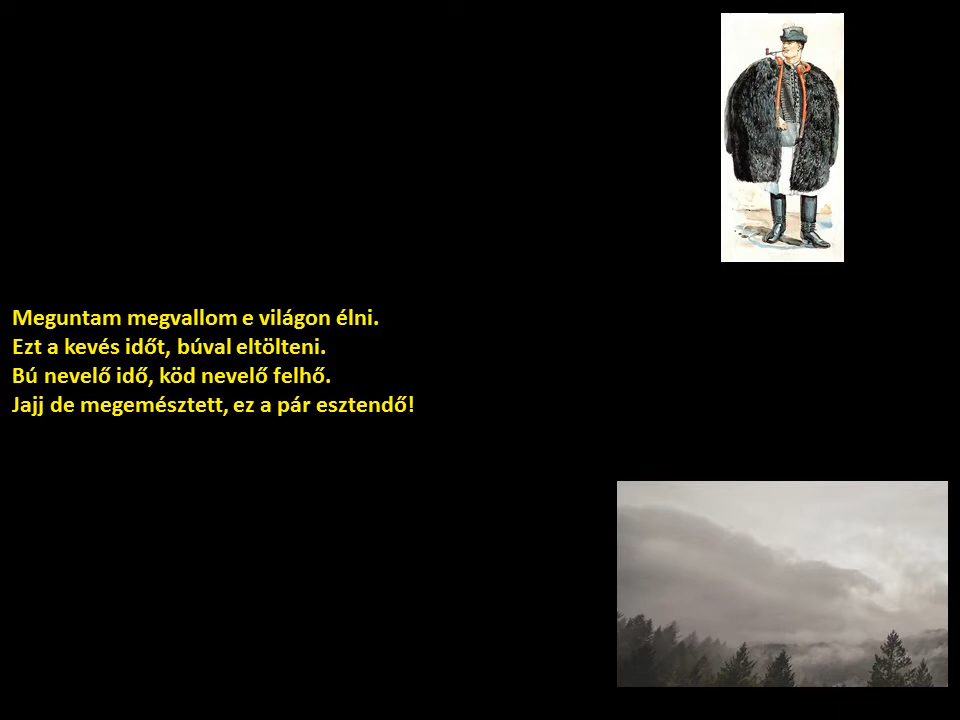 Meguntam megvallom e világon élni.
Ezt a kevés időt, búval eltölteni.
Bú nevelő idő, köd nevelő felhő.
Jajj de megemésztett, ez a pár esztendő!